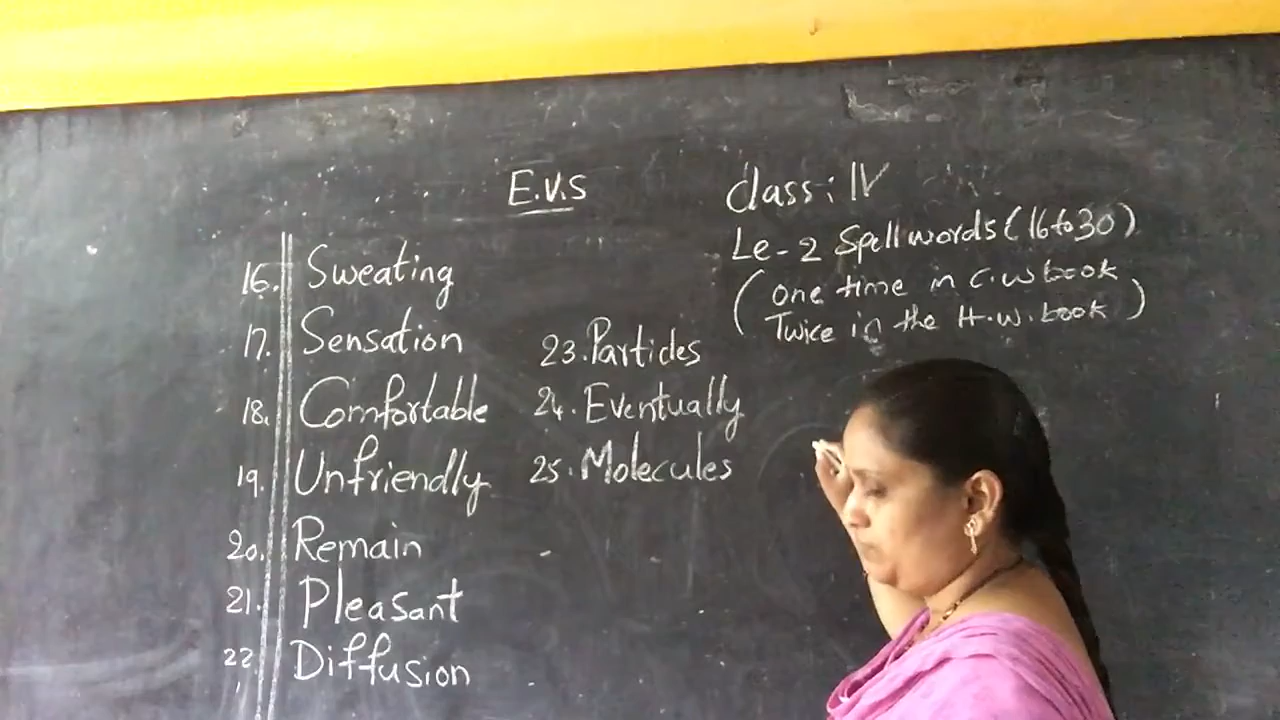 E.V.S
Class: IV
Le-2 Spell words (16 to 30)
(One time in C.W book
Twice in the H.W. book)
16. Sweating
17. Sensation
18. Comfortable
19. Unfriendly
20. Remain
21. Pleasant
22. Diffusion
23. Particles
24. Eventually
25. Molecules